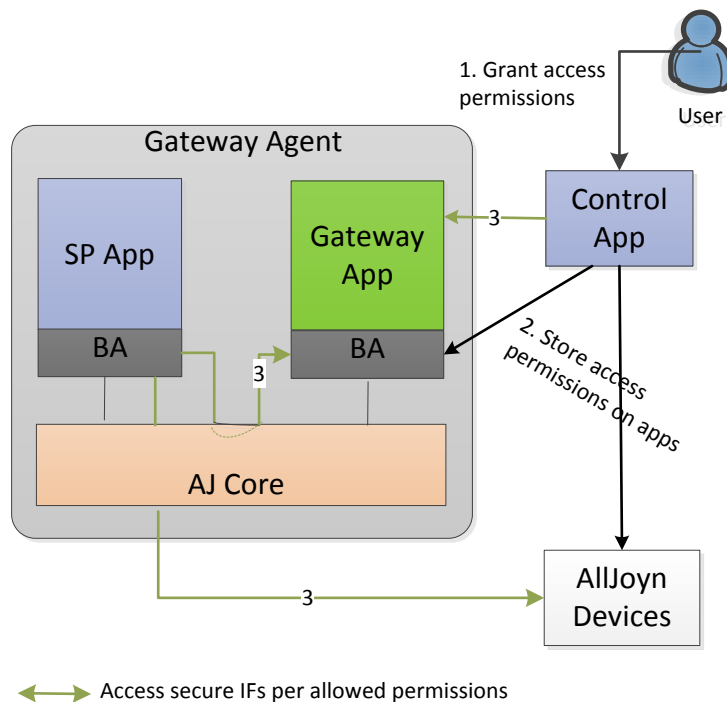 1. Grant access
permissions
User
Gateway Agent
SP App
BA
Gateway
App
BA
3
Control
App
3
2. Store access
permissions on apps
AJ Core
3
AllJoyn
Devices
Access secure IFs per allowed permissions